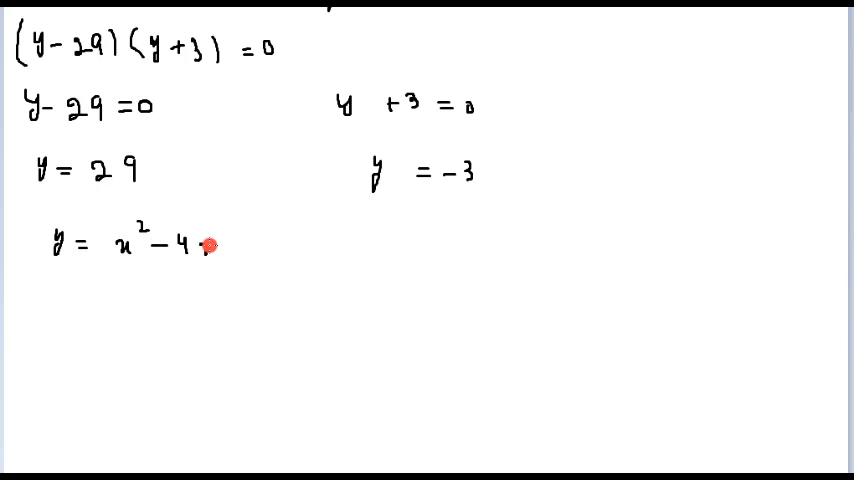 (y - 29) (y + 3) = 0
y - 29 = 0 y + 3 = 0
y = 29 y = - 3
y = x² - 4